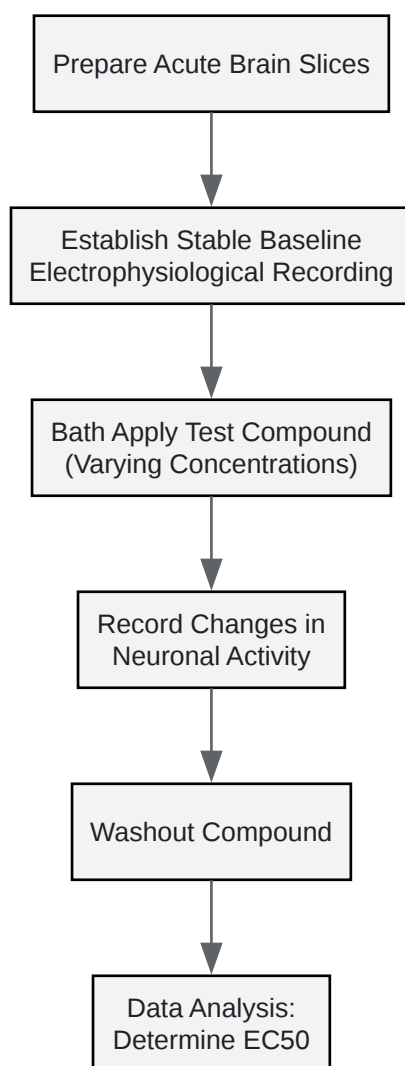 Prepare Acute Brain Slices
Establish Stable Baseline
Electrophysiological Recording
Bath Apply Test Compound
(Varying Concentrations)
Record Changes in
Neuronal Activity
Washout Compound
Data Analysis:
Determine EC50